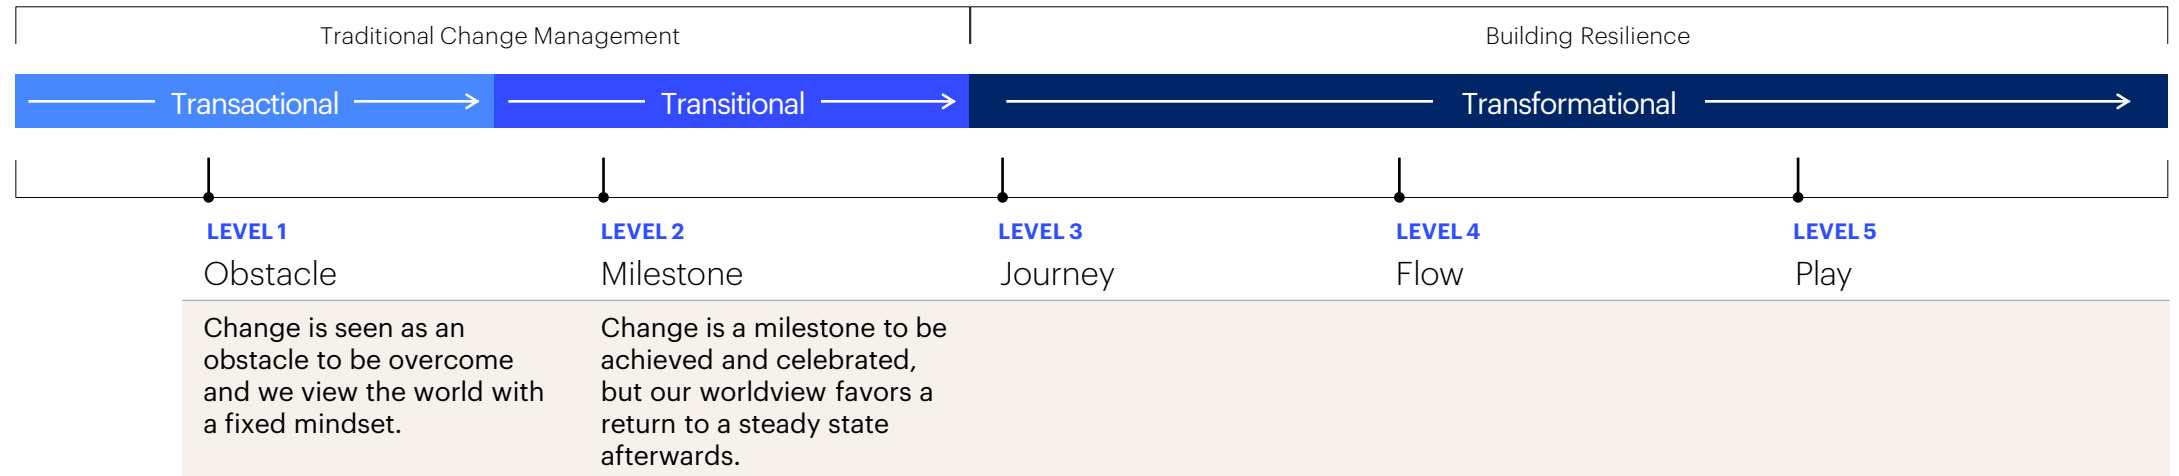 Traditional Change Management
Building Resilience
Transactional
Transitional
Transformational
LEVEL 1
LEVEL 2
LEVEL 3
LEVEL 4
LEVEL 5
Obstacle
Milestone
Journey
Flow
Play
Change is seen as an
obstacle to be overcome
and we view the world with
a fixed mindset.
Change is a milestone to be
achieved and celebrated,
but our worldview favors a
return to a steady state
afterwards.